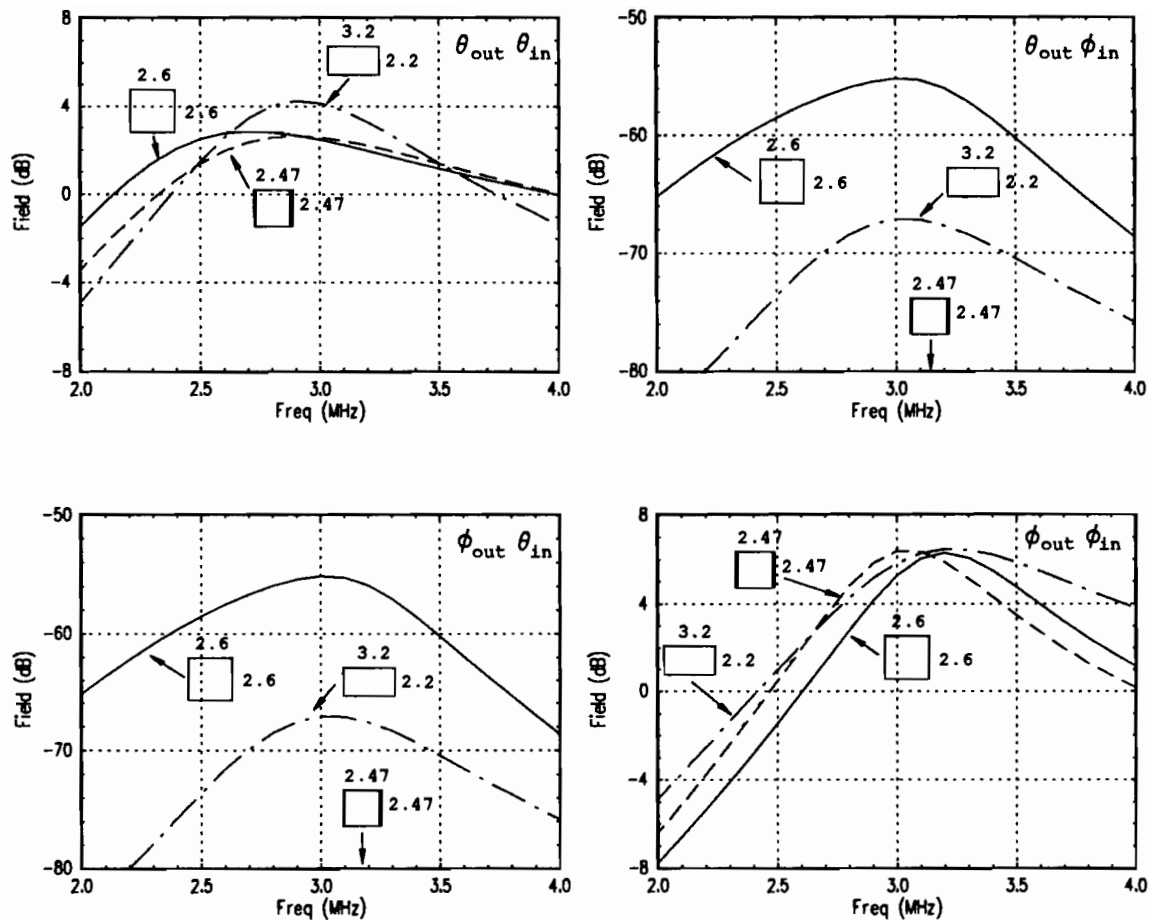 8
4
0
-4
-8
Field (dB)
θout θin
3.2
2.2
2.6
2.6
2.47
2.47
2.0 2.5 3.0 3.5 4.0
Freq (MHz)
-50
-60
-70
-80
Field (dB)
θout ϕin
2.6
2.6
3.2
2.2
2.47
2.47
2.0 2.5 3.0 3.5 4.0
Freq (MHz)
-50
-60
-70
-80
Field (dB)
ϕout θin
2.6
2.6
3.2
2.2
2.47
2.47
2.0 2.5 3.0 3.5 4.0
Freq (MHz)
8
4
0
-4
-8
Field (dB)
ϕout ϕin
2.47
2.47
3.2
2.2
2.6
2.6
2.0 2.5 3.0 3.5 4.0
Freq (MHz)